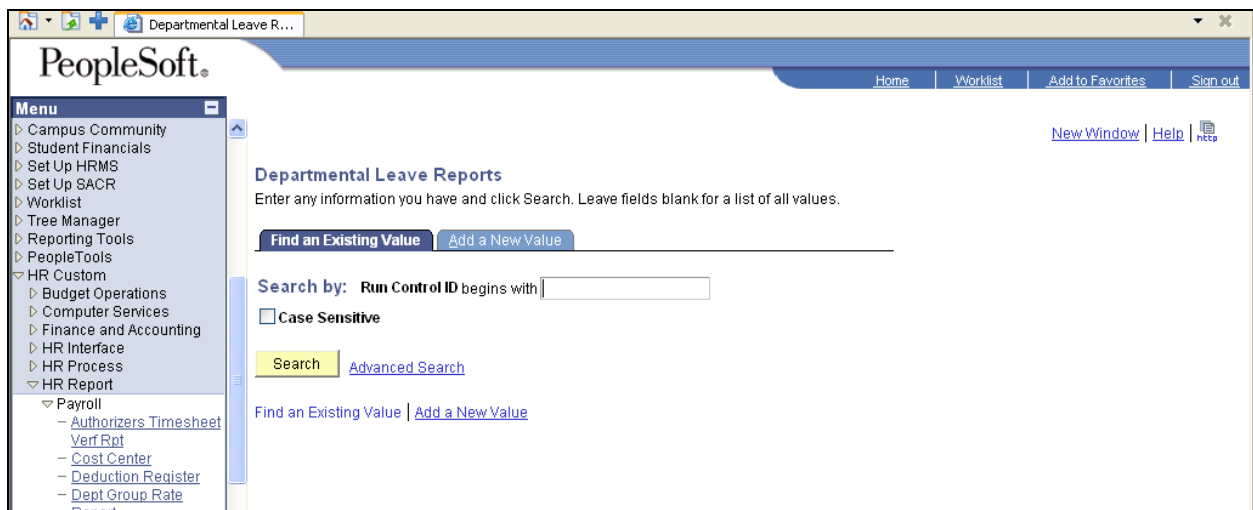 Departmental Leave R...
PeopleSoft.
Home | Worklist | Add to Favorites | Sign out
Menu
Campus Community
Student Financials
Set Up HRMS
Set Up SACR
Worklist
Tree Manager
Reporting Tools
PeopleTools
HR Custom
Budget Operations
Computer Services
Finance and Accounting
HR Interface
HR Process
HR Report
Payroll
– Authorizers Timesheet
Verf Rpt
– Cost Center
– Deduction Register
– Dept Group Rate
Report
New Window | Help | http
Departmental Leave Reports
Enter any information you have and click Search. Leave fields blank for a list of all values.
Find an Existing Value Add a New Value
Search by: Run Control ID begins with
Case Sensitive
Search Advanced Search
Find an Existing Value | Add a New Value